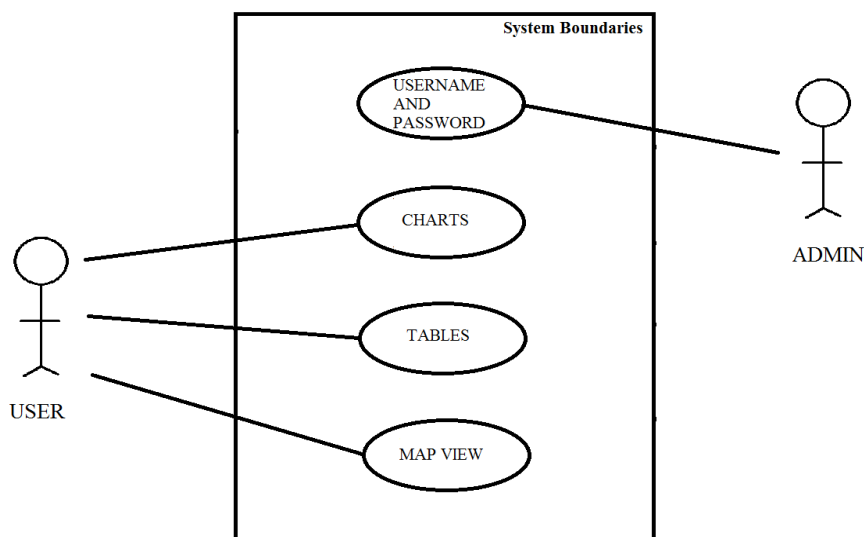 System Boundaries
USERNAME
AND
PASSWORD
CHARTS
ADMIN
TABLES
USER
MAP VIEW